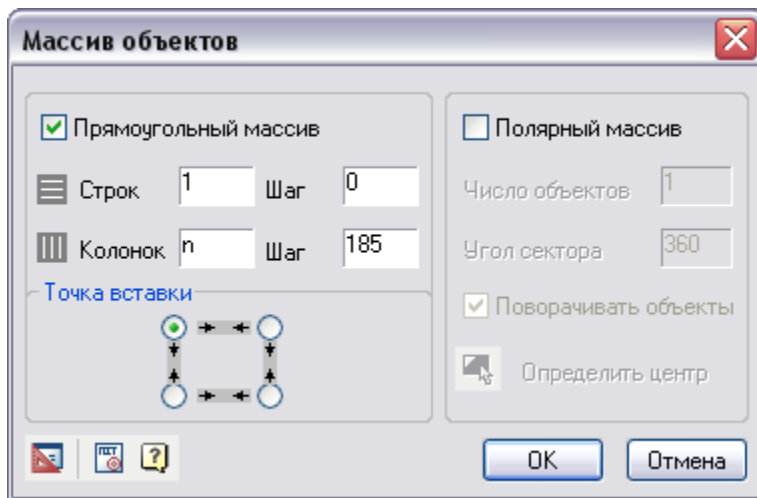 Массив объектов
Прямоугольный массив
Строк 1 Шаг 0
Колонок n Шаг 185
Точка вставки
Полярный массив
Число объектов 1
Угол сектора 360
Поворачивать объекты
Определить центр
ОК Отмена